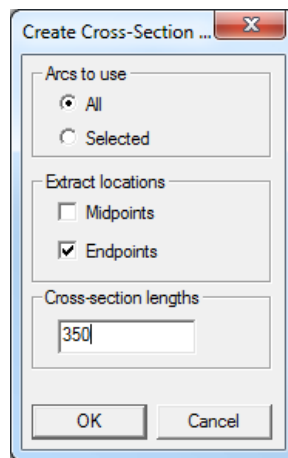 Create Cross-Section ...
Arcs to use
All
Selected
Extract locations
Midpoints
Endpoints
Cross-section lengths
350
OK
Cancel